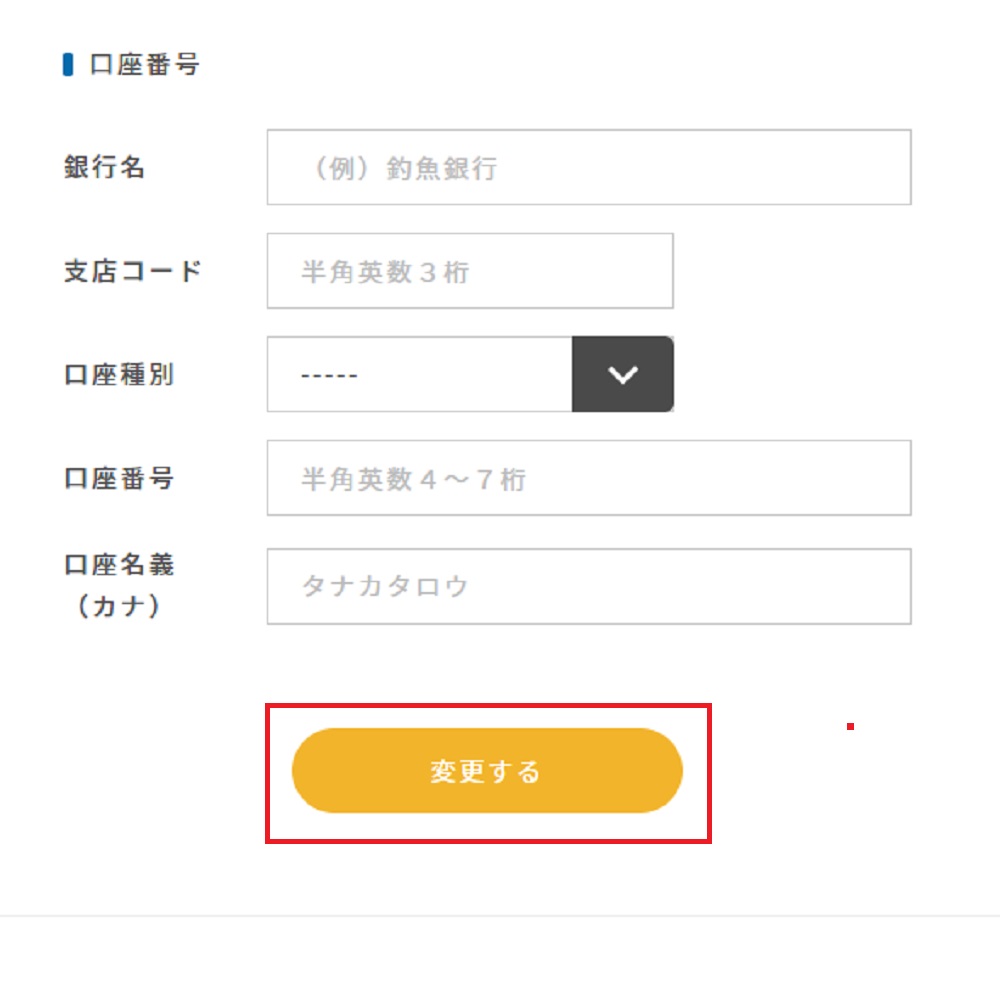 口座番号
銀行名
（例）釣魚銀行
支店コード
半角英数３桁
口座種別
-----
口座番号
半角英数４～７桁
口座名義
（カナ）
タナカタロウ
変更する